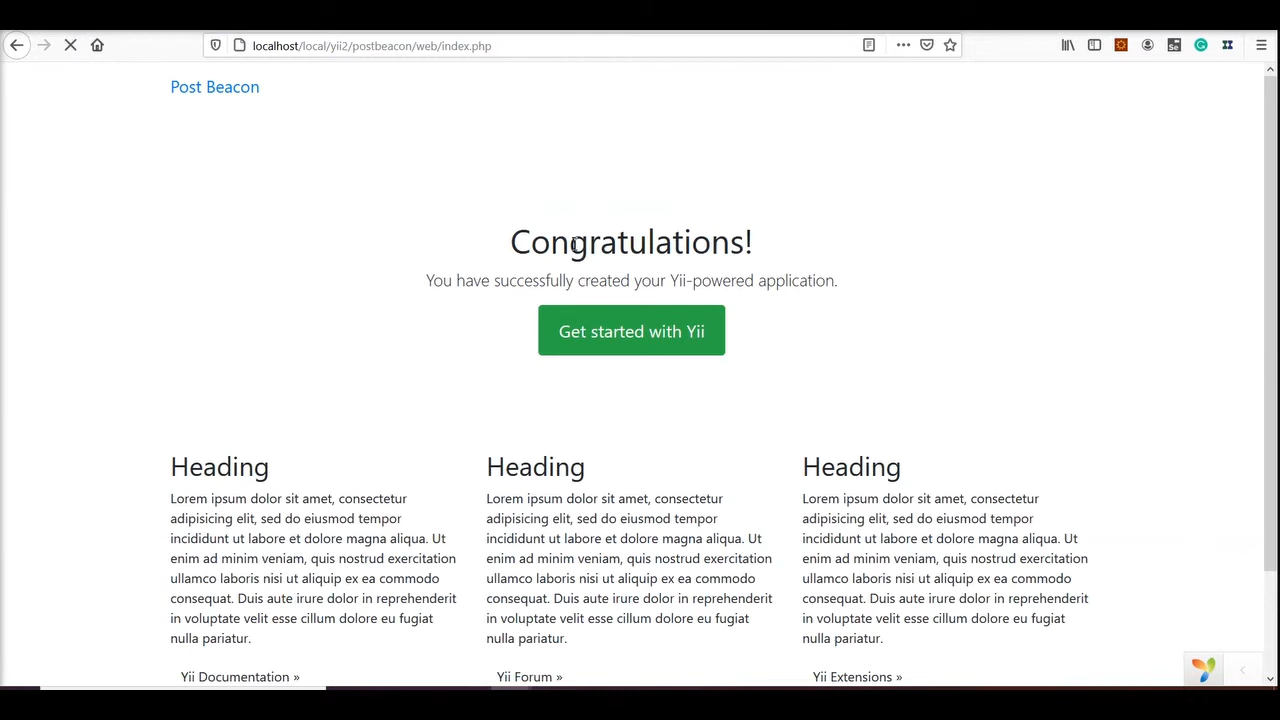 localhost/local/yii2/postbeacon/web/index.php
Post Beacon
Congratulations!
You have successfully created your Yii-powered application.
Get started with Yii
Heading
Lorem ipsum dolor sit amet, consectetur
adipisicing elit, sed do eiusmod tempor
incididunt ut labore et dolore magna aliqua. Ut
enim ad minim veniam, quis nostrud exercitation
ullamco laboris nisi ut aliquip ex ea commodo
consequat. Duis aute irure dolor in reprehenderit
in voluptate velit esse cillum dolore eu fugiat
nulla pariatur.
Yii Documentation »
Heading
Lorem ipsum dolor sit amet, consectetur
adipisicing elit, sed do eiusmod tempor
incididunt ut labore et dolore magna aliqua. Ut
enim ad minim veniam, quis nostrud exercitation
ullamco laboris nisi ut aliquip ex ea commodo
consequat. Duis aute irure dolor in reprehenderit
in voluptate velit esse cillum dolore eu fugiat
nulla pariatur.
Yii Forum »
Heading
Lorem ipsum dolor sit amet, consectetur
adipisicing elit, sed do eiusmod tempor
incididunt ut labore et dolore magna aliqua. Ut
enim ad minim veniam, quis nostrud exercitation
ullamco laboris nisi ut aliquip ex ea commodo
consequat. Duis aute irure dolor in reprehenderit
in voluptate velit esse cillum dolore eu fugiat
nulla pariatur.
Yii Extensions »